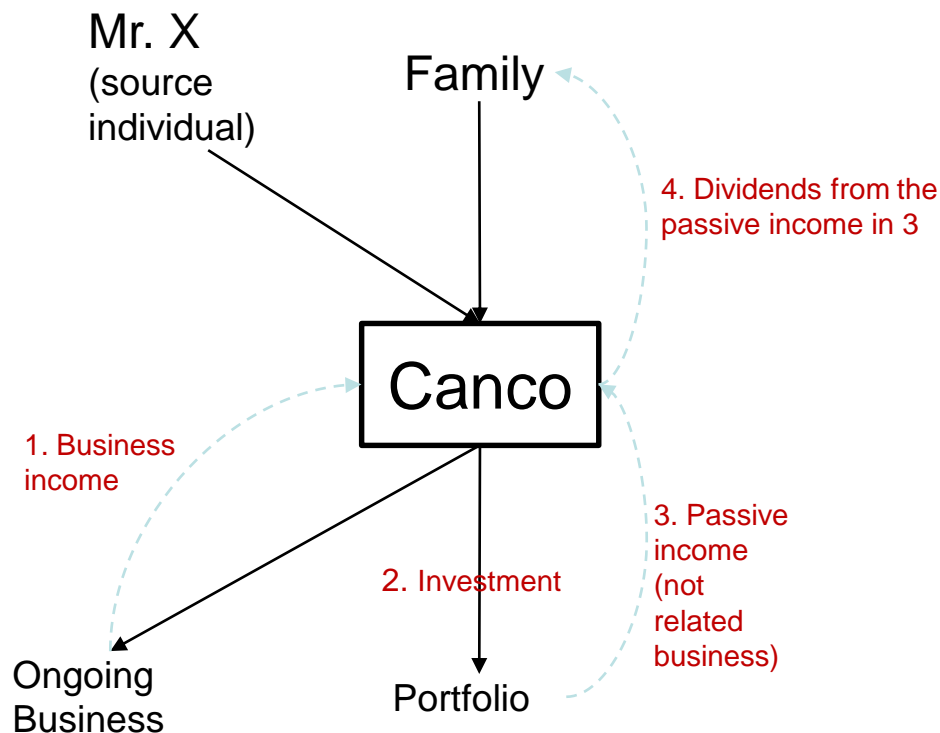 Mr. X
(source
individual)
Family
4. Dividends from the
passive income in 3
Canco
1. Business
income
2. Investment
3. Passive
income
(not
related
business)
Ongoing
Business
Portfolio